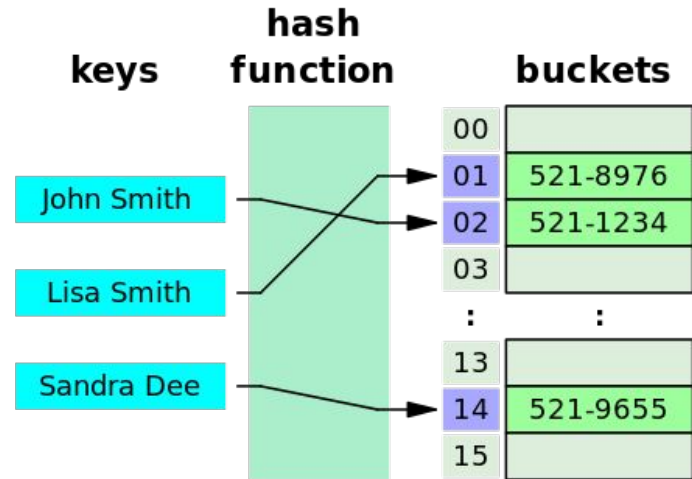 keys
hash
function
buckets
John Smith
Lisa Smith
Sandra Dee
00
01 521-8976
02 521-1234
03
: :
13
14 521-9655
15